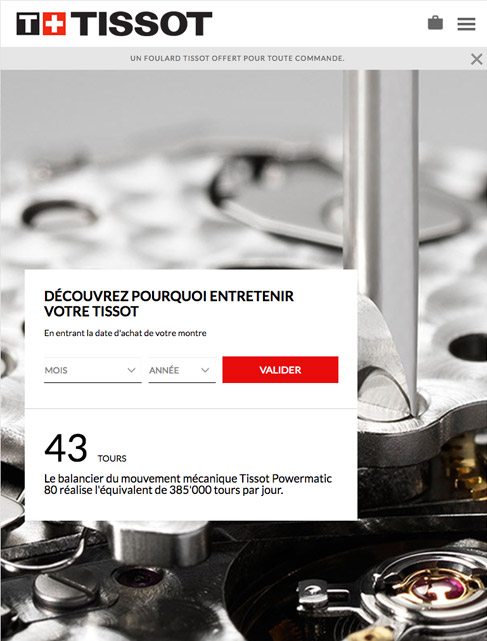 T+ TISSOT
UN FOULARD TISSOT OFFERT POUR TOUTE COMMANDE.
DÉCOUVREZ POURQUOI ENTRETENIR
VOTRE TISSOT
En entrant la date d'achat de votre montre
MOIS ANNÉE VALIDER
43 TOURS
Le balancier du mouvement mécanique Tissot Powermatic
80 réalise l'équivalent de 385'000 tours par jour.